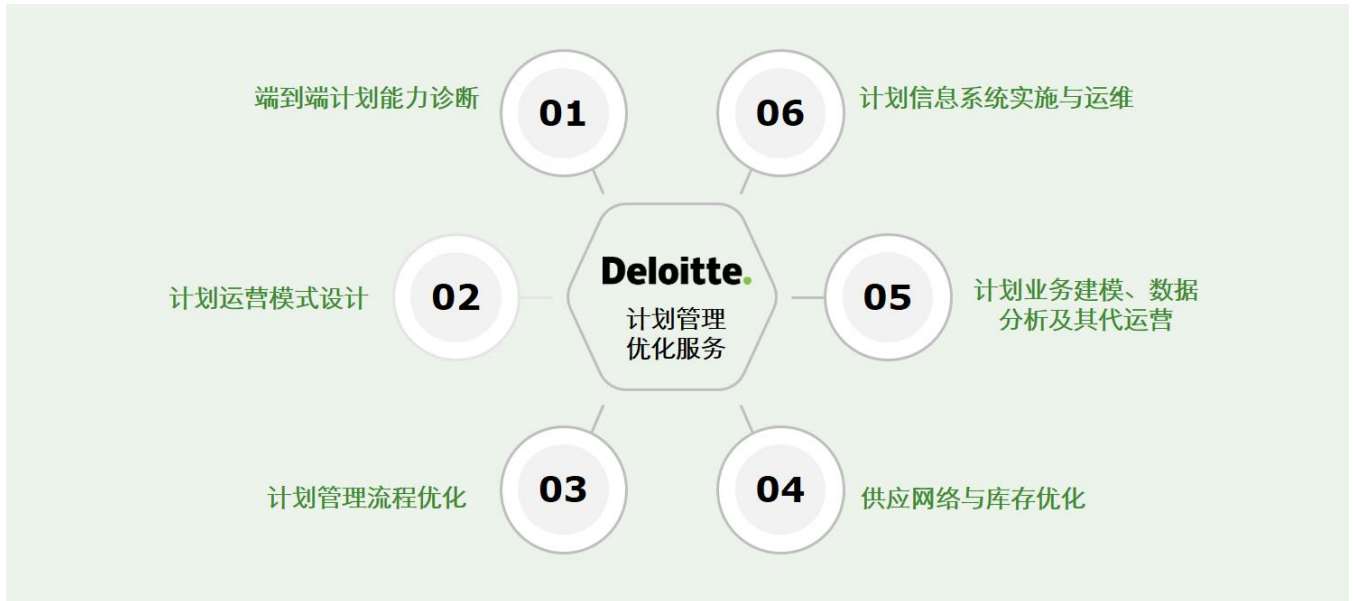 端到端计划能力诊断
01
06
计划信息系统实施与运维
Deloitte.
计划管理
优化服务
计划运营模式设计
02
05
计划业务建模、数据
分析及其代运营
计划管理流程优化
03
04
供应网络与库存优化